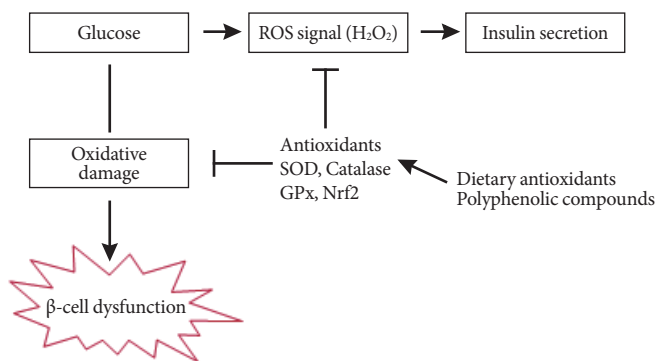 Glucose
ROS signal (H₂O₂)
Insulin secretion
Oxidative
damage
Antioxidants
SOD, Catalase
GPx, Nrf2
Dietary antioxidants
Polyphenolic compounds
β-cell dysfunction